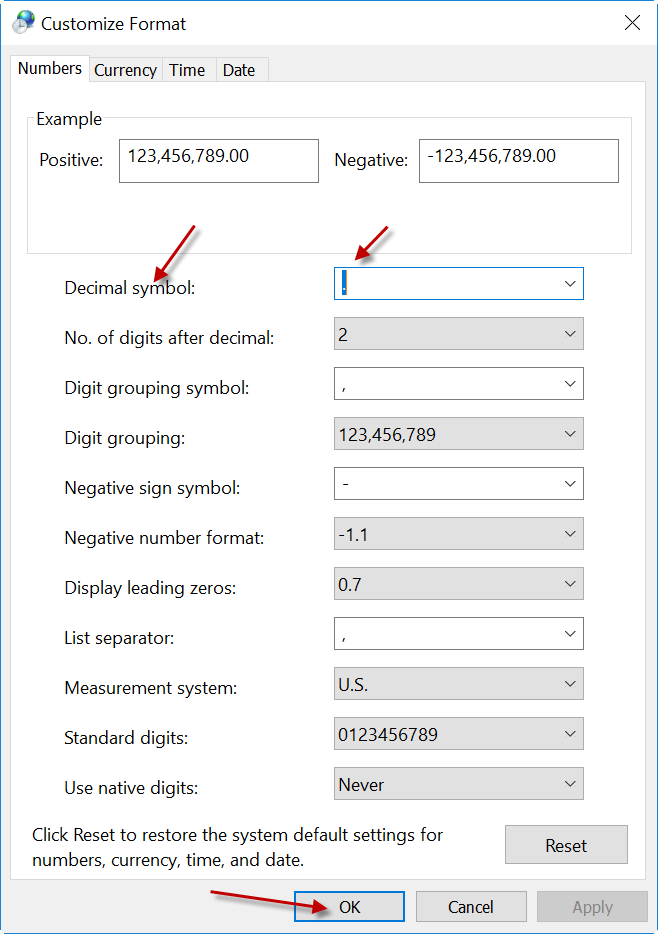 Customize Format
Numbers Currency Time Date
Example
Positive: 123,456,789.00 Negative: -123,456,789.00
Decimal symbol: .
No. of digits after decimal: 2
Digit grouping symbol: ,
Digit grouping: 123,456,789
Negative sign symbol: -
Negative number format: -1.1
Display leading zeros: 0.7
List separator: ,
Measurement system: U.S.
Standard digits: 0123456789
Use native digits: Never
Click Reset to restore the system default settings for
numbers, currency, time, and date.
Reset
OK Cancel Apply